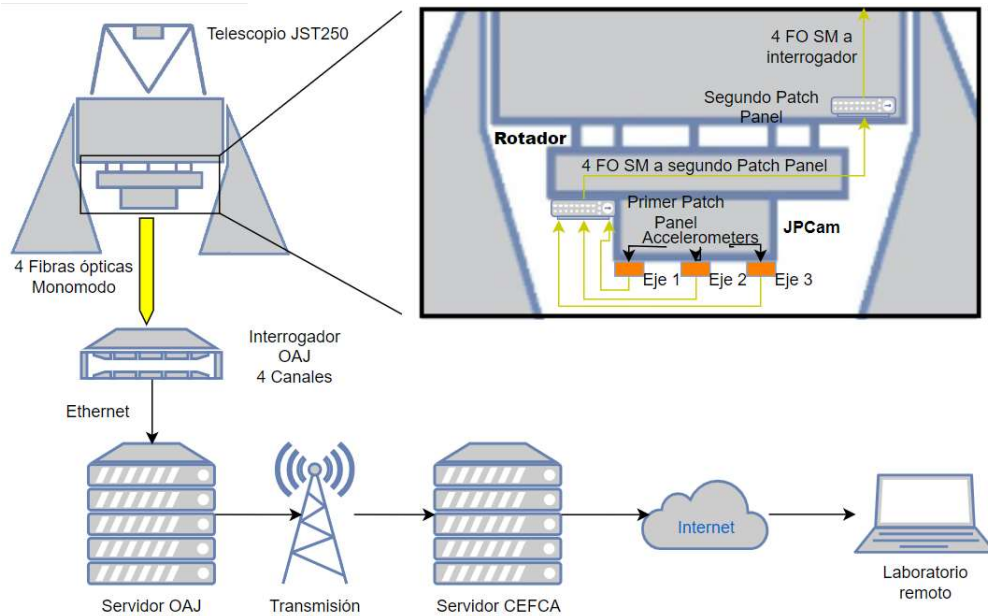 Telescopio JST250
4 FO SM a
interrogador
Segundo Patch
Panel
Rotador
4 FO SM a segundo Patch Panel
Primer Patch
Panel
JPCam
Accelerometers
Eje 1
Eje 2
Eje 3
4 Fibras ópticas
Monomodo
Interrogador
OAJ
4 Canales
Ethernet
Internet
Servidor OAJ
Transmisión
Servidor CEFCA
Laboratorio
remoto